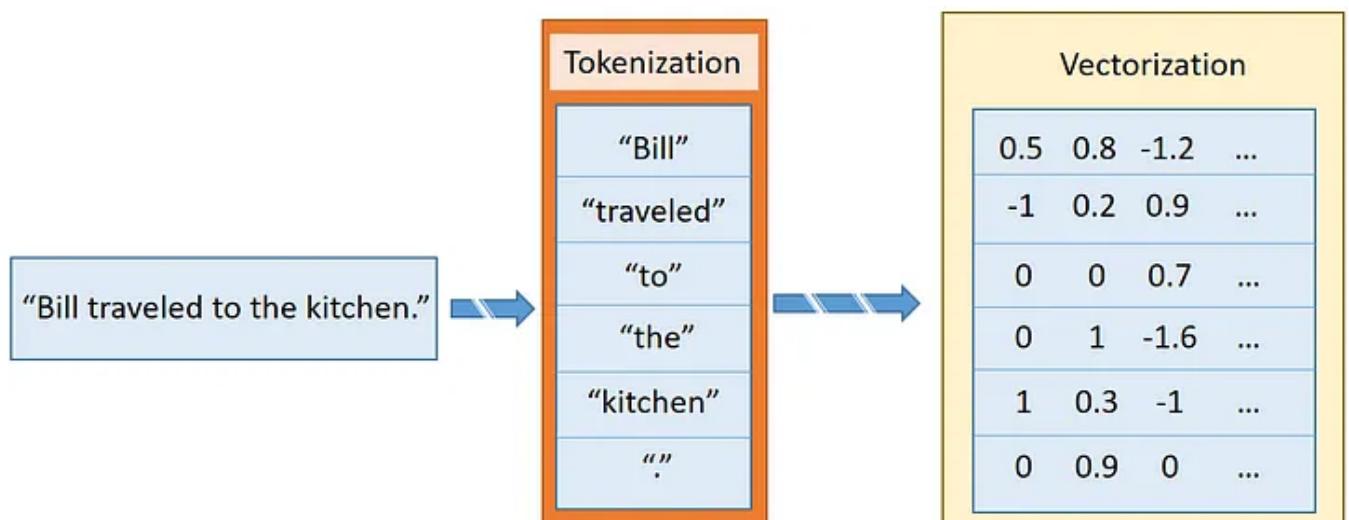 “Bill traveled to the kitchen.”
Tokenization
“Bill”
“traveled”
“to”
“the”
“kitchen”
“.”
Vectorization
0.5 0.8 -1.2 ...
-1 0.2 0.9 ...
0 0 0.7 ...
0 1 -1.6 ...
1 0.3 -1 ...
0 0.9 0 ...